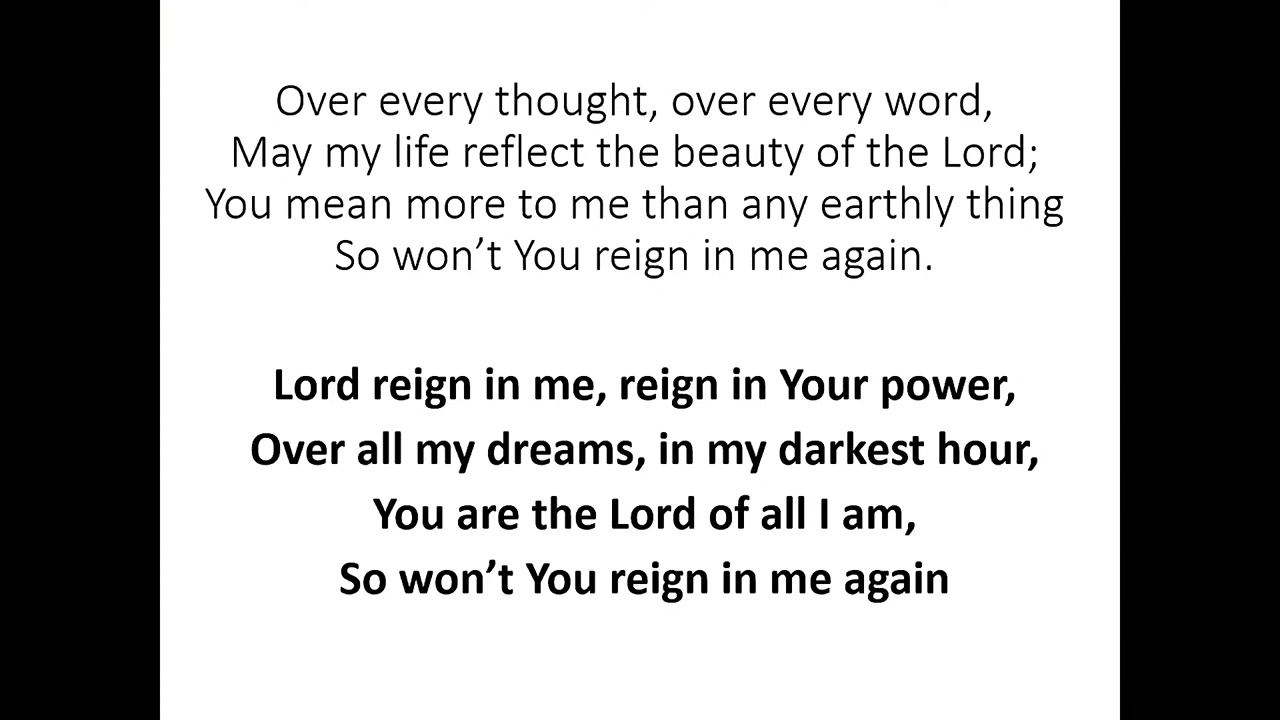 Over every thought, over every word,
May my life reflect the beauty of the Lord;
You mean more to me than any earthly thing
So won’t You reign in me again.
Lord reign in me, reign in Your power,
Over all my dreams, in my darkest hour,
You are the Lord of all I am,
So won’t You reign in me again